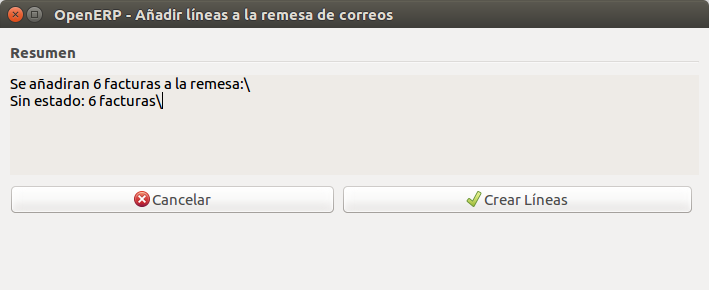 OpenERP - Añadir líneas a la remesa de correos
Resumen
Se añadiran 6 facturas a la remesa:\
Sin estado: 6 facturas\
Cancelar
Crear Líneas